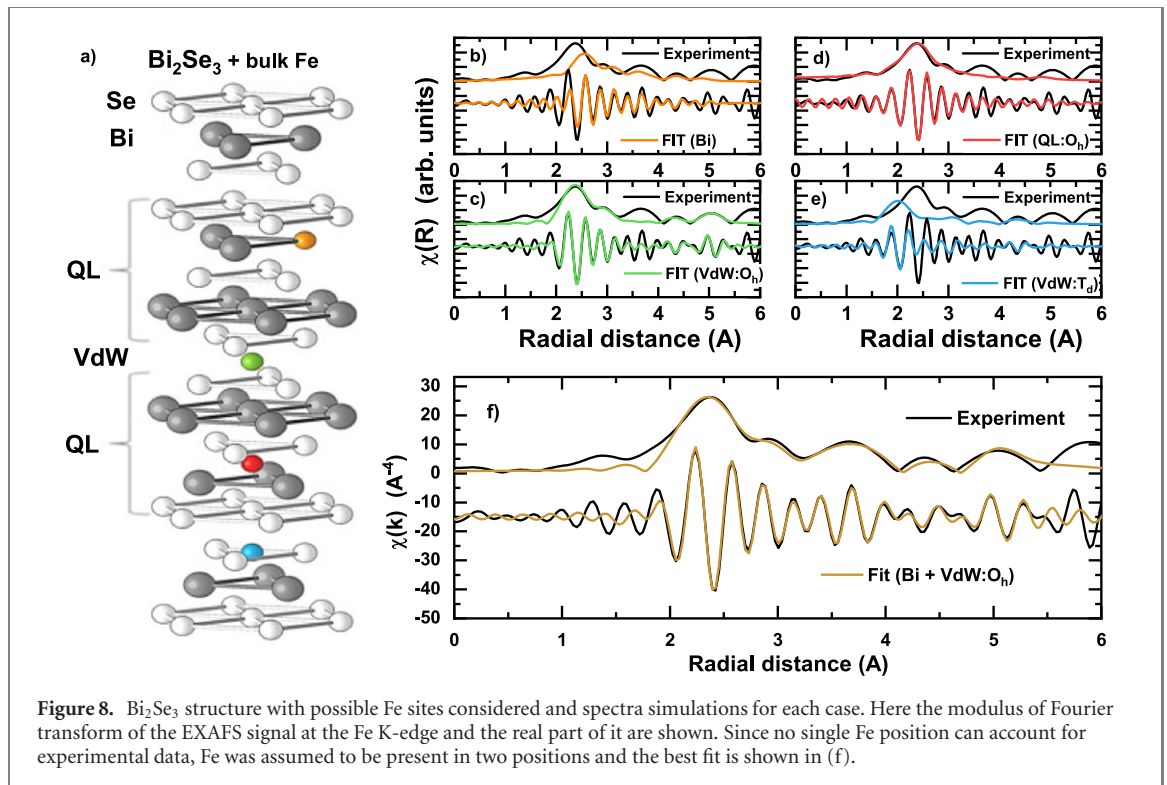 a)
Bi₂Se₃ + bulk Fe
Se
Bi
QL
VdW
QL
χ(R) (arb. units)
b)
Experiment
FIT (Bi)
0 1 2 3 4 5 6
d)
Experiment
FIT (QL:Oₕ)
0 1 2 3 4 5 6
c)
Experiment
FIT (VdW:Oₕ)
0 1 2 3 4 5 6
Radial distance (A)
e)
Experiment
FIT (VdW:T_d)
0 1 2 3 4 5 6
Radial distance (A)
f)
χ(k) (A⁻⁴)
30
20
10
0
-10
-20
-30
-40
-50
Experiment
Fit (Bi + VdW:Oₕ)
0 1 2 3 4 5 6
Radial distance (A)
Figure 8. Bi₂Se₃ structure with possible Fe sites considered and spectra simulations for each case. Here the modulus of Fourier
transform of the EXAFS signal at the Fe K-edge and the real part of it are shown. Since no single Fe position can account for
experimental data, Fe was assumed to be present in two positions and the best fit is shown in (f).